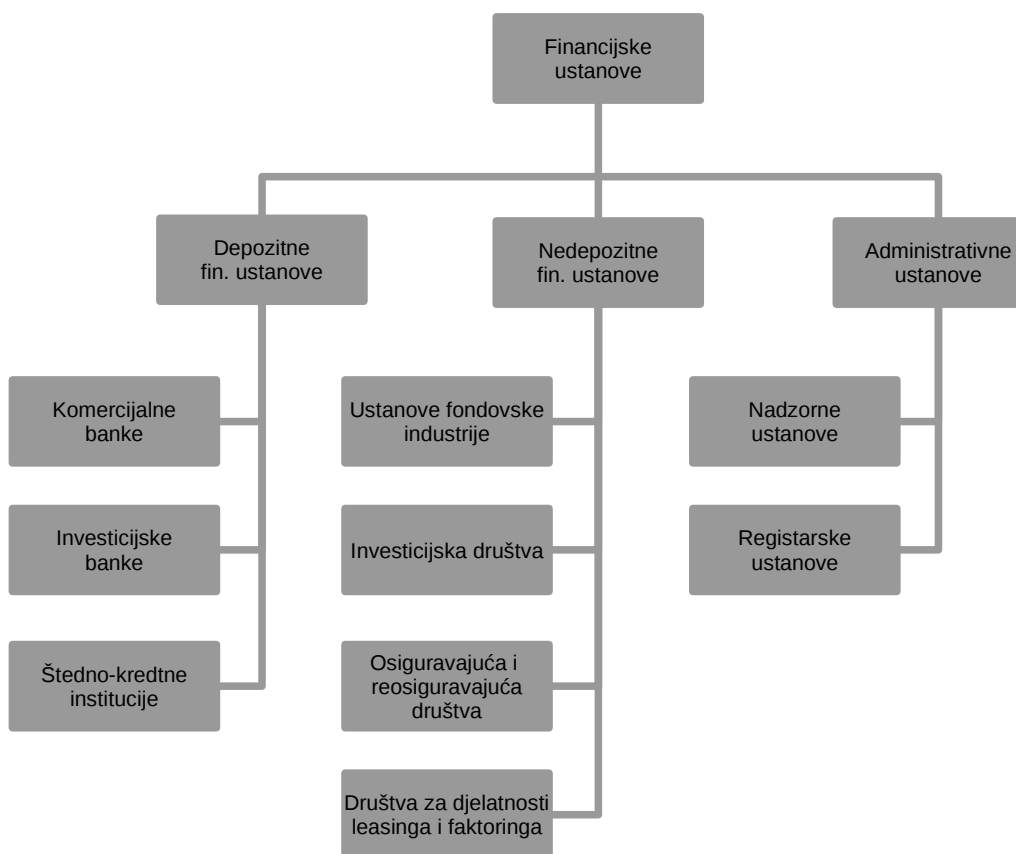 Financijske
ustanove
Depozitne
fin. ustanove
Nedepozitne
fin. ustanove
Administrativne
ustanove
Komercijalne
banke
Ustanove fondovske
industrije
Nadzorne
ustanove
Investicijske
banke
Investicijska društva
Registarske
ustanove
Štedno-kredtne
institucije
Osiguravajuća i
reosiguravajuća
društva
Društva za djelatnosti
leasinga i faktoringa